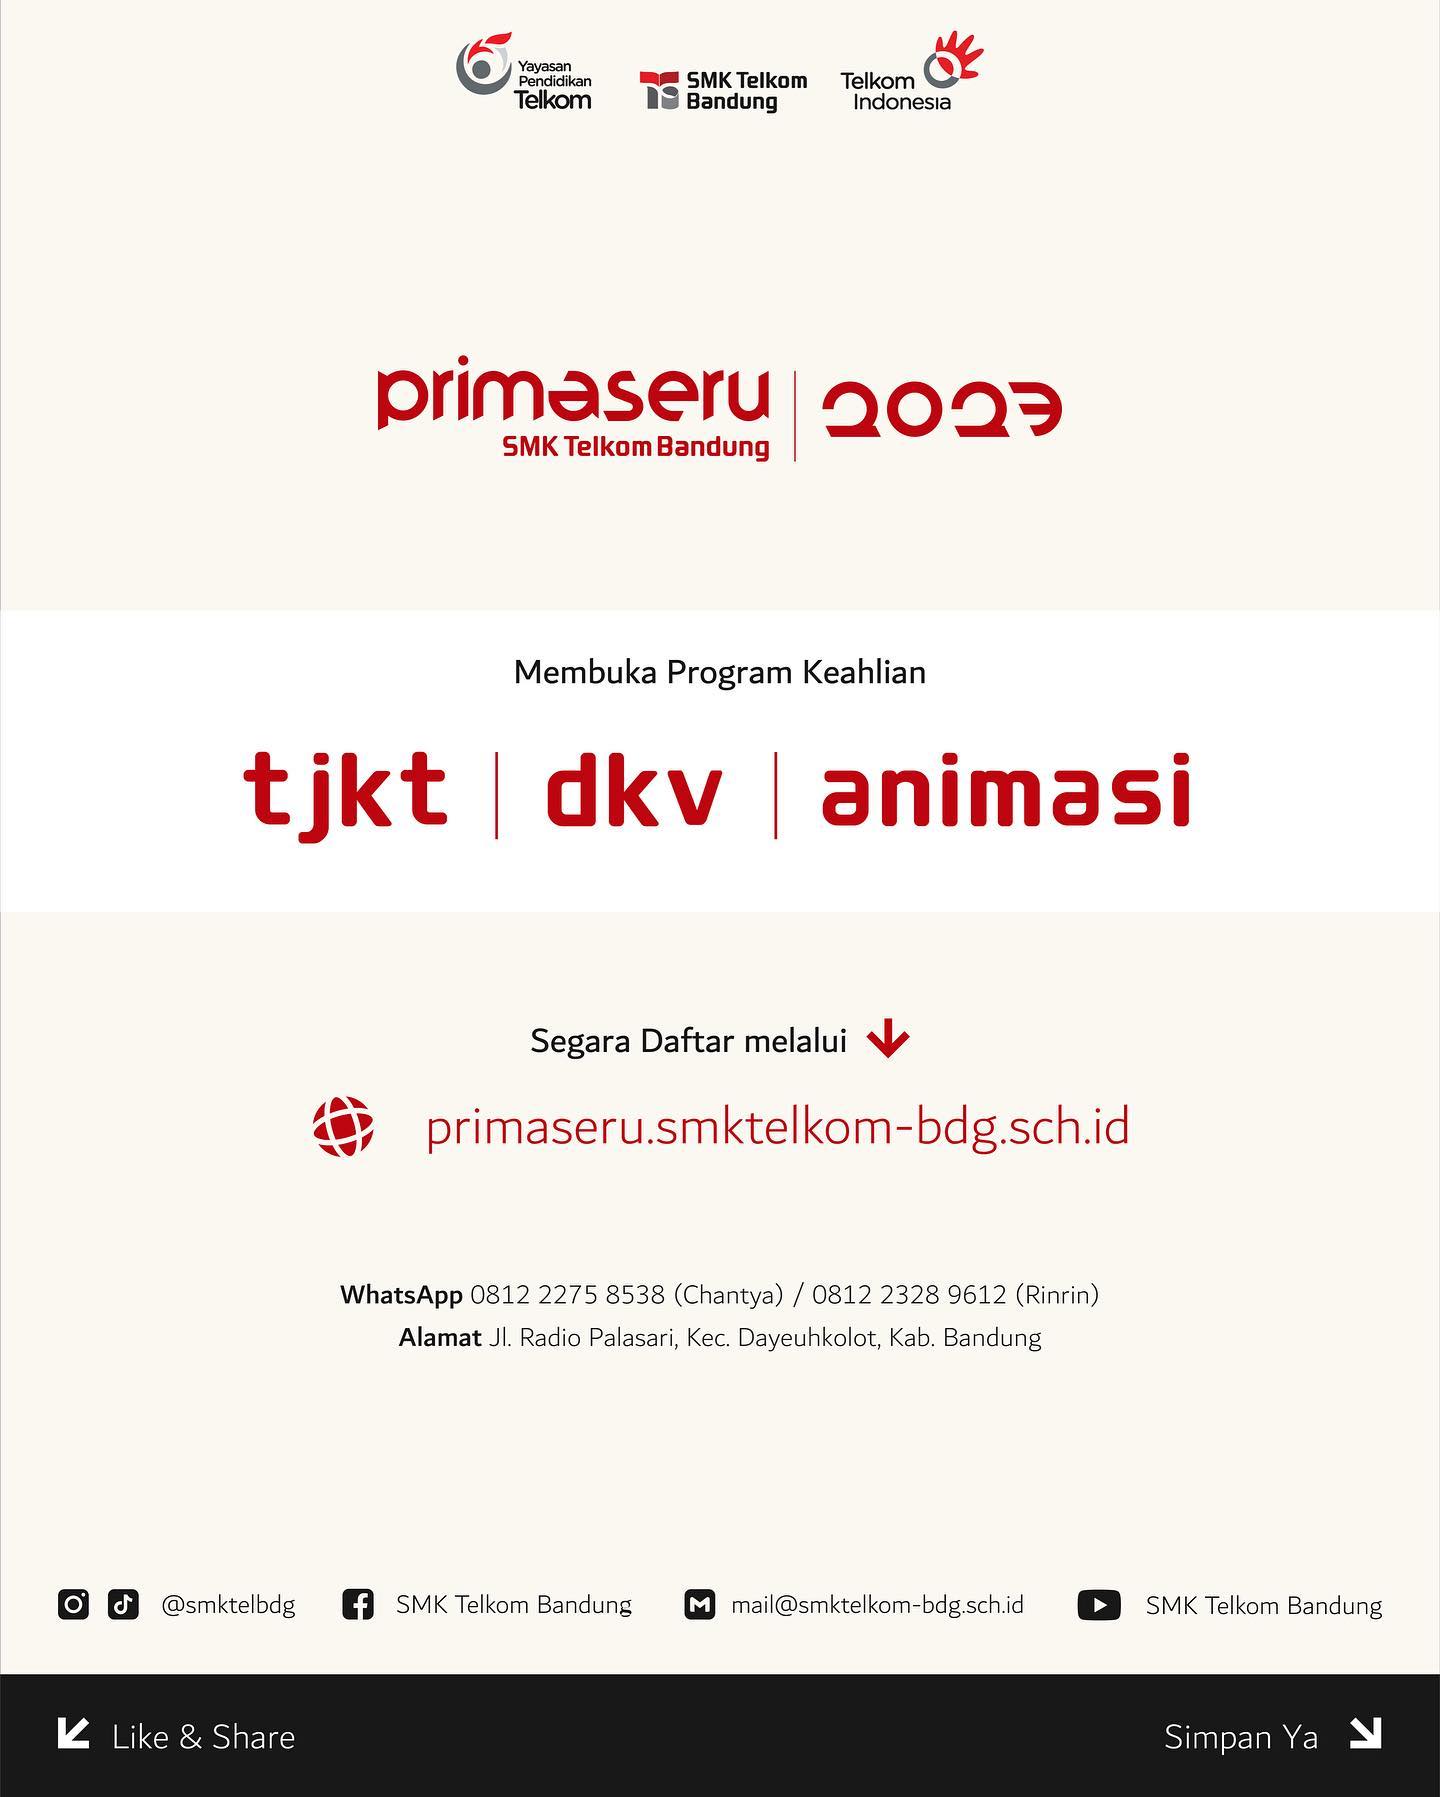 Yayasan
Pendidikan
Telkom
SMK Telkom
Bandung
Telkom
Indonesia
primaseru | 2023
SMK Telkom Bandung
Membuka Program Keahlian
tjkt | dkv | animasi
Segara Daftar melalui
primaseru.smktelkom-bdg.sch.id
WhatsApp 0812 2275 8538 (Chantya) / 0812 2328 9612 (Rinrin)
Alamat Jl. Radio Palasari, Kec. Dayeuhkolot, Kab. Bandung
@smktelbdg
SMK Telkom Bandung
mail@smktelkom-bdg.sch.id
SMK Telkom Bandung
Like & Share
Simpan Ya